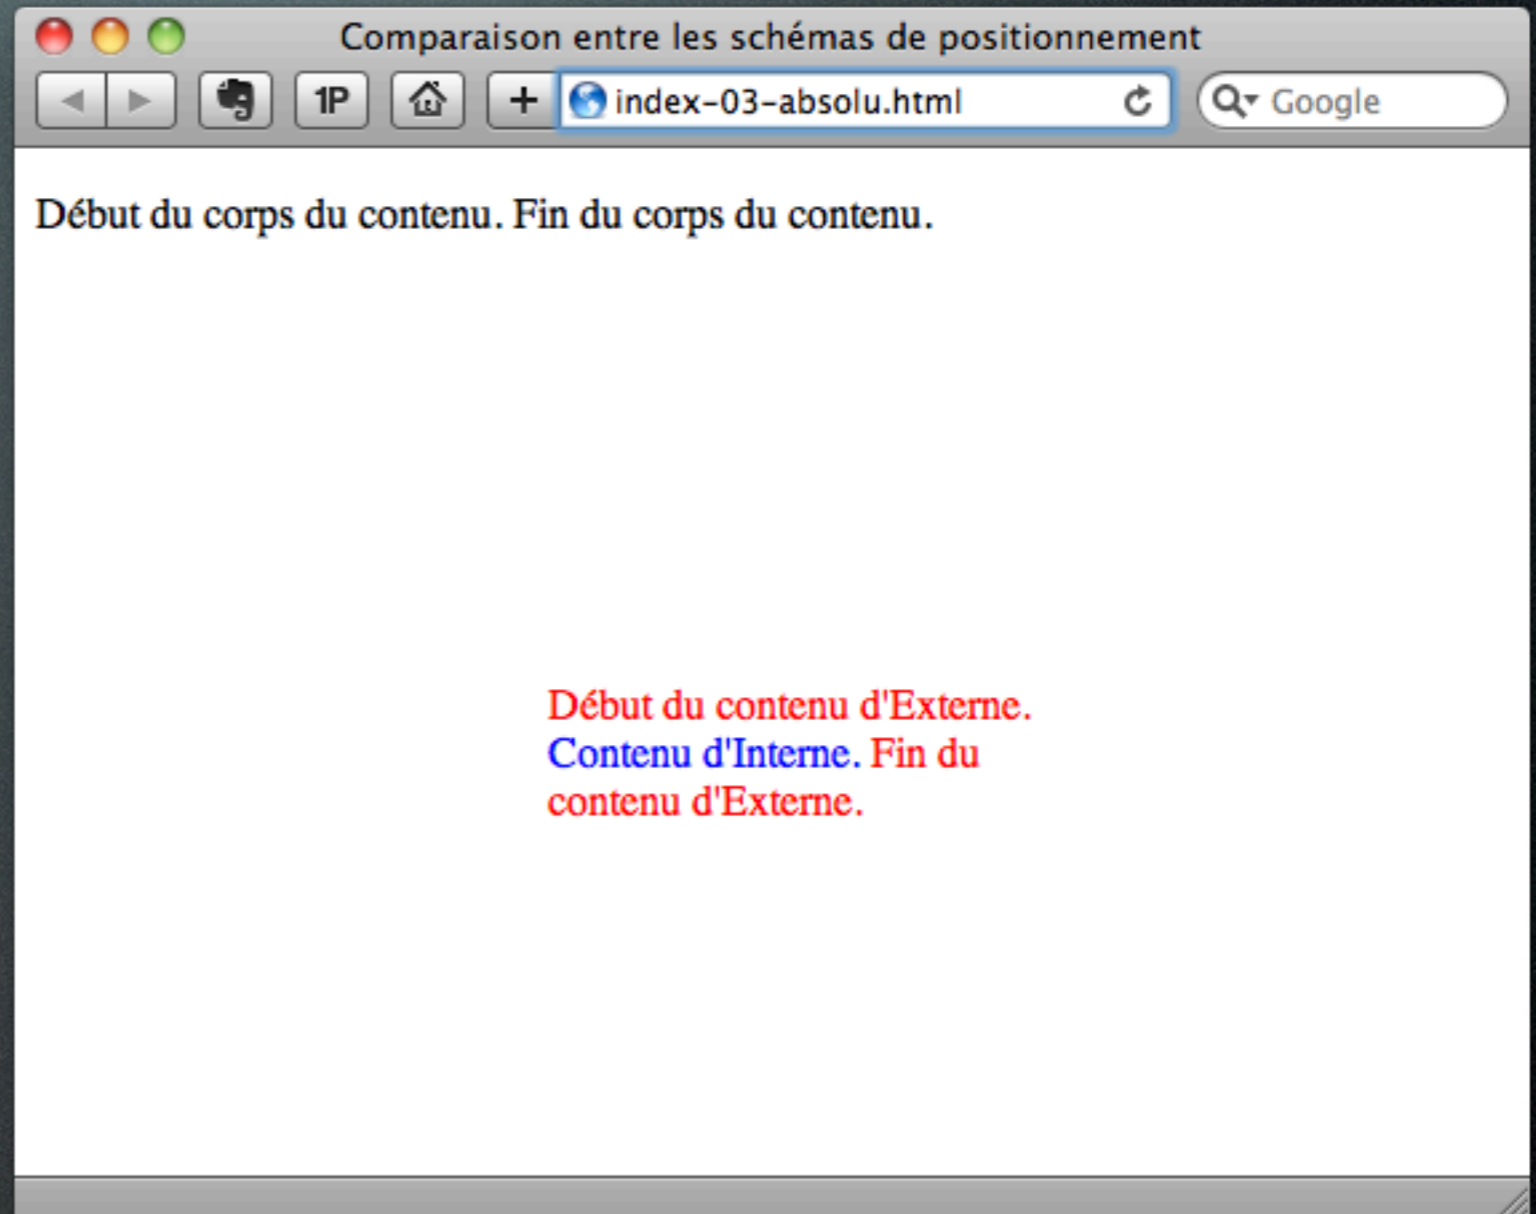 Comparaison entre les schémas de positionnement
1P
+
index-03-absolu.html
Google
Début du corps du contenu. Fin du corps du contenu.
Début du contenu d'Externe.
Contenu d'Interne. Fin du
contenu d'Externe.